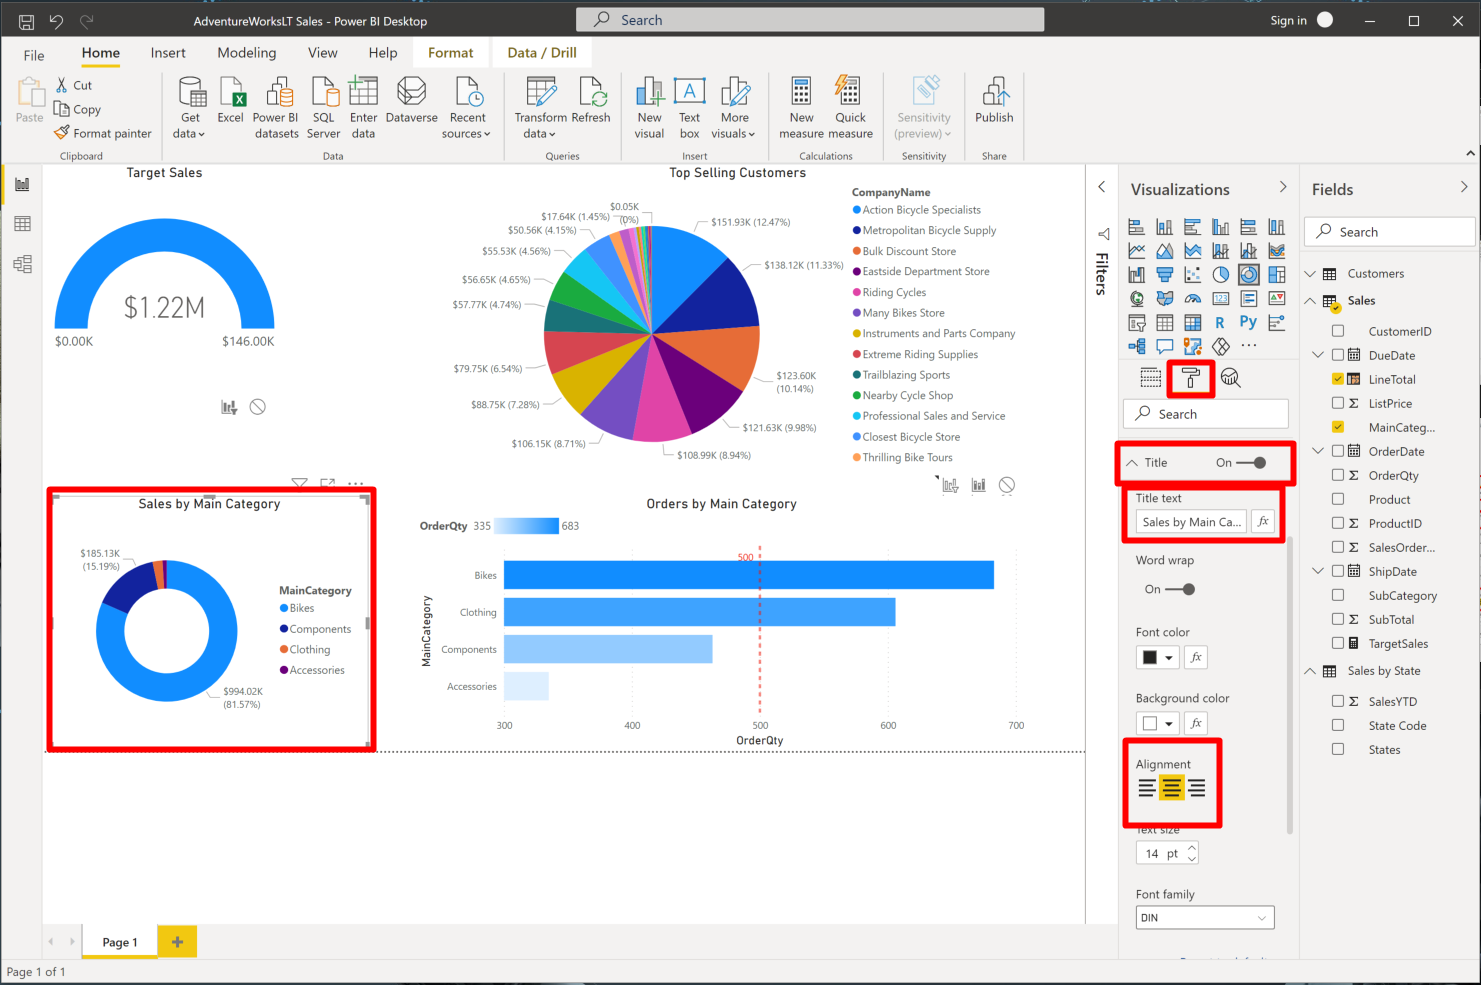 AdventureWorksLT Sales - Power BI Desktop
Search
Sign in
File
Home
Insert
Modeling
View
Help
Format
Data / Drill
Paste
Cut
Copy
Format painter
Clipboard
Get
data
Excel
Power BI
datasets
SQL
Server
Enter
data
Dataverse
Recent
sources
Data
Transform
data
Refresh
Queries
New
visual
Text
box
More
visuals
Insert
New
measure
Quick
measure
Calculations
Sensitivity
(preview)
Sensitivity
Publish
Share
Target Sales
$1.22M
$0.00K
$146.00K
Top Selling Customers
$0.05K
(0%)
$17.64K (1.45%)
$50.56K (4.15%)
$55.53K (4.56%)
$56.65K (4.65%)
$57.77K (4.74%)
$79.75K (6.54%)
$88.75K (7.28%)
$106.15K (8.71%)
$151.93K (12.47%)
$138.12K (11.33%)
$123.60K
(10.14%)
$121.63K (9.98%)
$108.99K (8.94%)
CompanyName
Action Bicycle Specialists
Metropolitan Bicycle Supply
Bulk Discount Store
Eastside Department Store
Riding Cycles
Many Bikes Store
Instruments and Parts Company
Extreme Riding Supplies
Trailblazing Sports
Nearby Cycle Shop
Professional Sales and Service
Closest Bicycle Store
Thrilling Bike Tours
Sales by Main Category
$185.13K
(15.19%)
$994.02K
(81.57%)
MainCategory
Bikes
Components
Clothing
Accessories
Orders by Main Category
OrderQty 335 683
500
MainCategory
Bikes
Clothing
Components
Accessories
300 400 500 600 700
OrderQty
Filters
Visualizations
R
Py
123
Search
Title
On
Title text
Sales by Main Ca...
fx
Word wrap
On
Font color
fx
Background color
fx
Alignment
Text size
14 pt
Font family
DIN
Fields
Search
Customers
Sales
CustomerID
DueDate
LineTotal
ListPrice
MainCateg...
OrderDate
OrderQty
Product
ProductID
SalesOrder...
ShipDate
SubCategory
SubTotal
TargetSales
Sales by State
SalesYTD
State Code
States
Page 1
Page 1 of 1